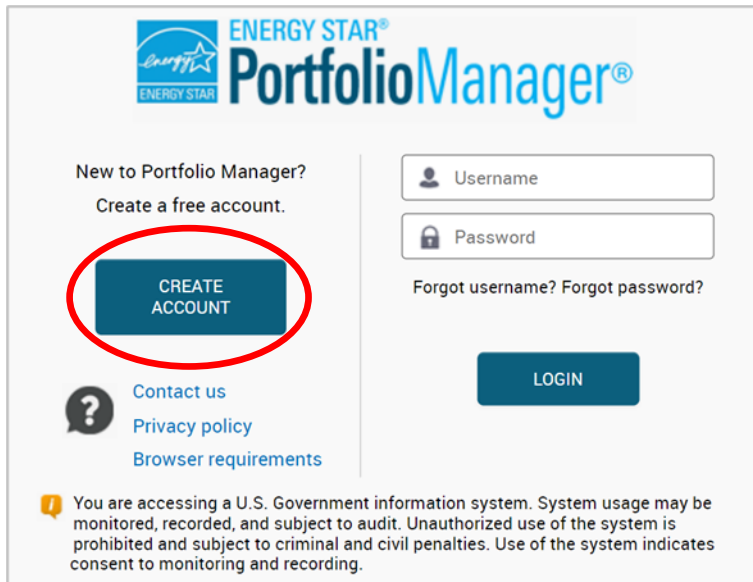 ENERGY STAR®
energy
ENERGY STAR
PortfolioManager®
New to Portfolio Manager?
Create a free account.
CREATE
ACCOUNT
Contact us
Privacy policy
Browser requirements
Username
Password
Forgot username? Forgot password?
LOGIN
You are accessing a U.S. Government information system. System usage may be
monitored, recorded, and subject to audit. Unauthorized use of the system is
prohibited and subject to criminal and civil penalties. Use of the system indicates
consent to monitoring and recording.